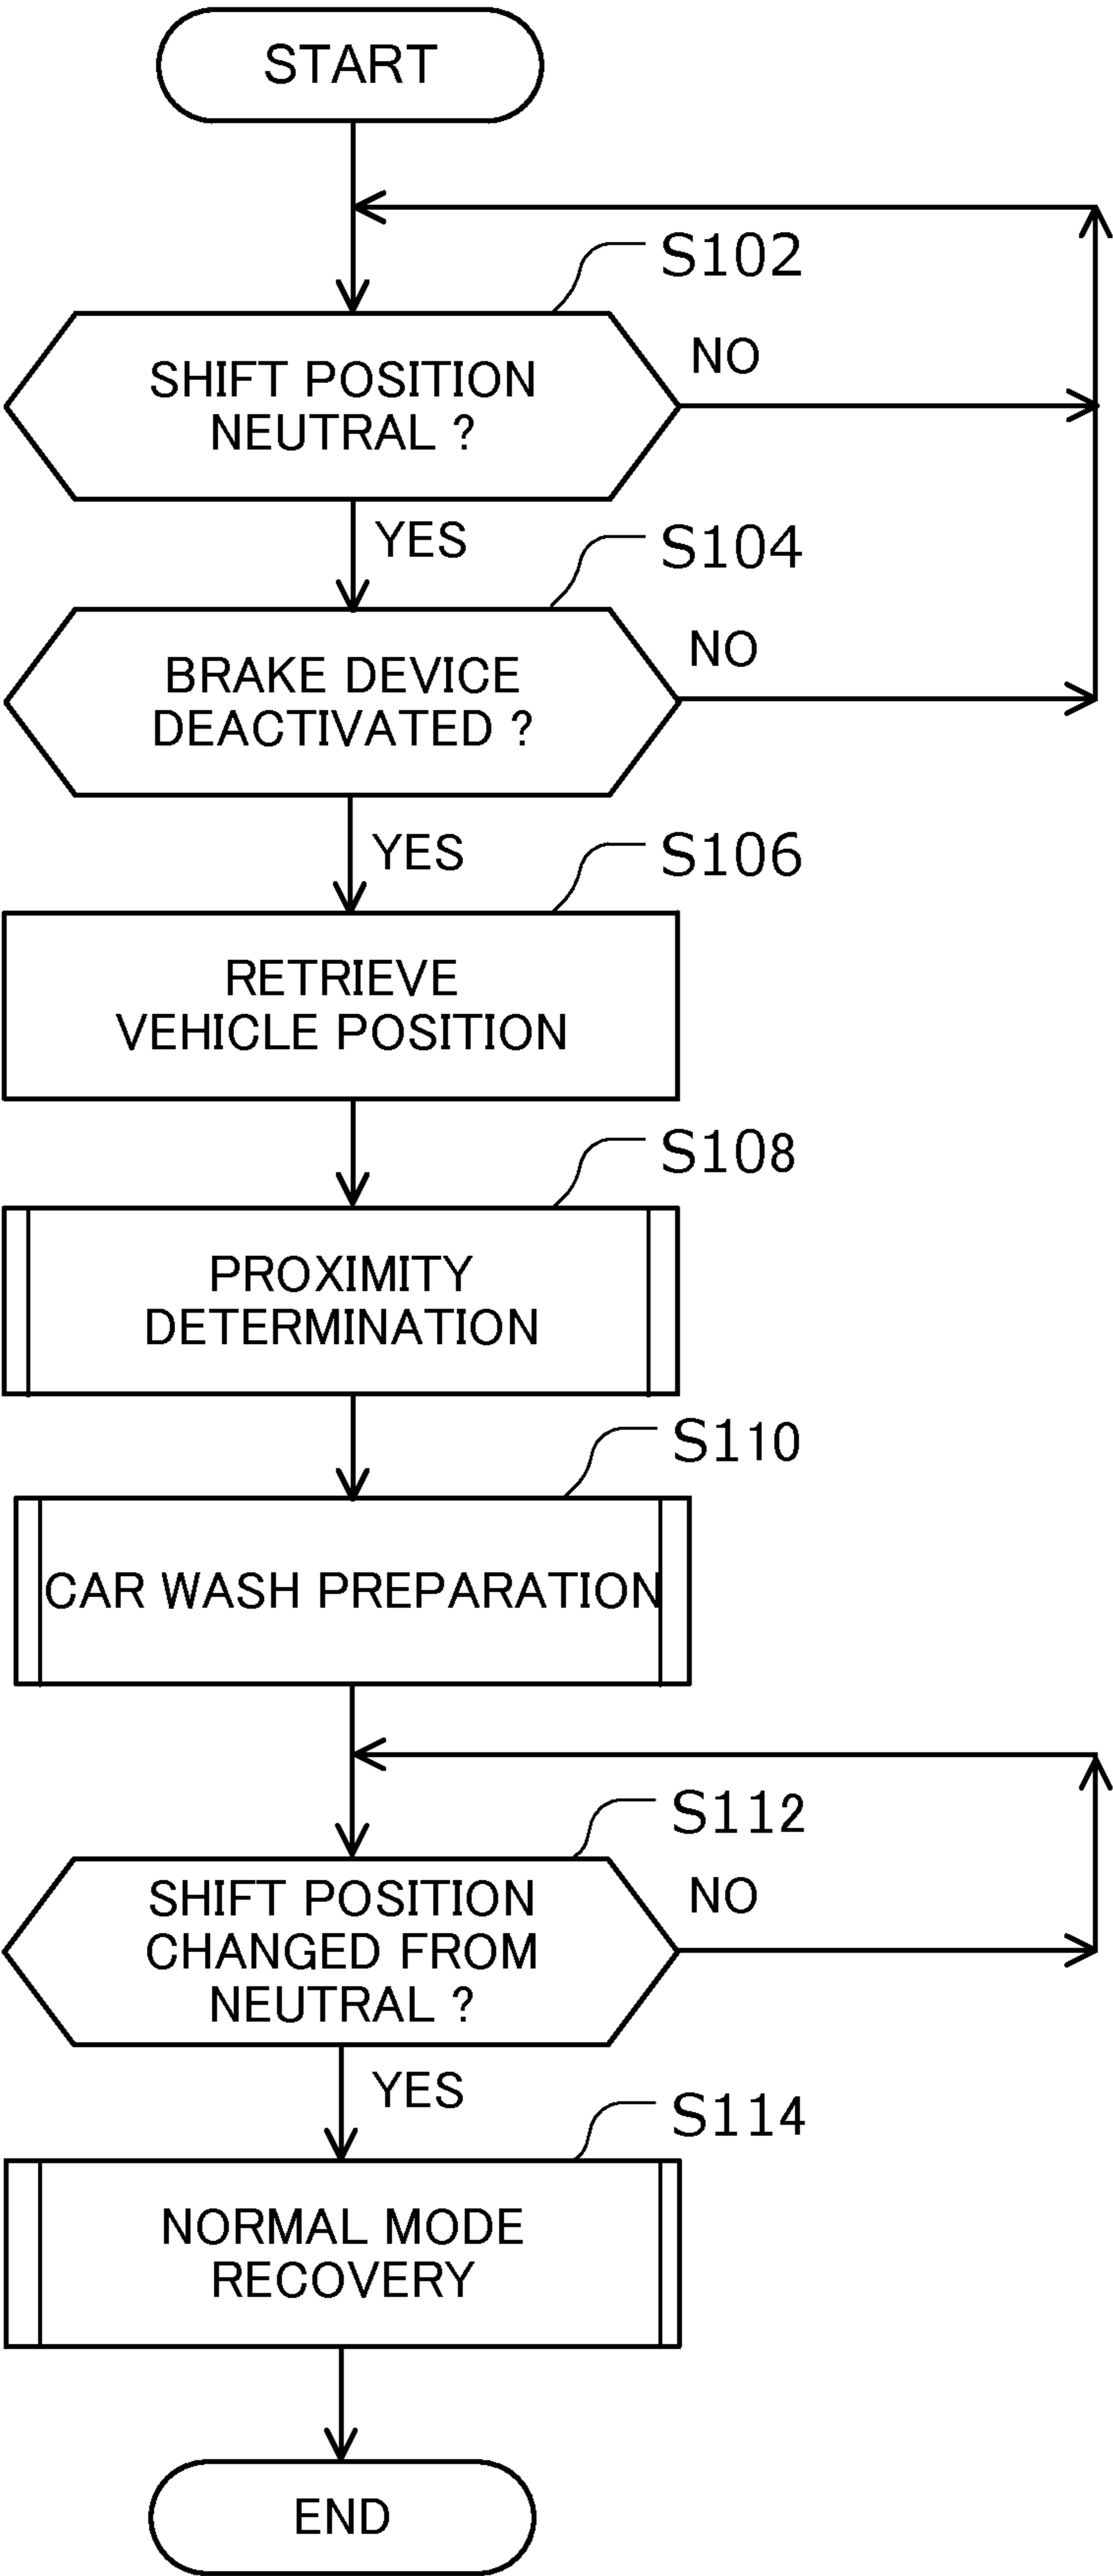 START
S102
SHIFT POSITION
NEUTRAL ?
NO
YES
S104
BRAKE DEVICE
DEACTIVATED ?
NO
YES
S106
RETRIEVE
VEHICLE POSITION
S108
PROXIMITY
DETERMINATION
S110
CAR WASH PREPARATION
S112
SHIFT POSITION
CHANGED FROM
NEUTRAL ?
NO
YES
S114
NORMAL MODE
RECOVERY
END